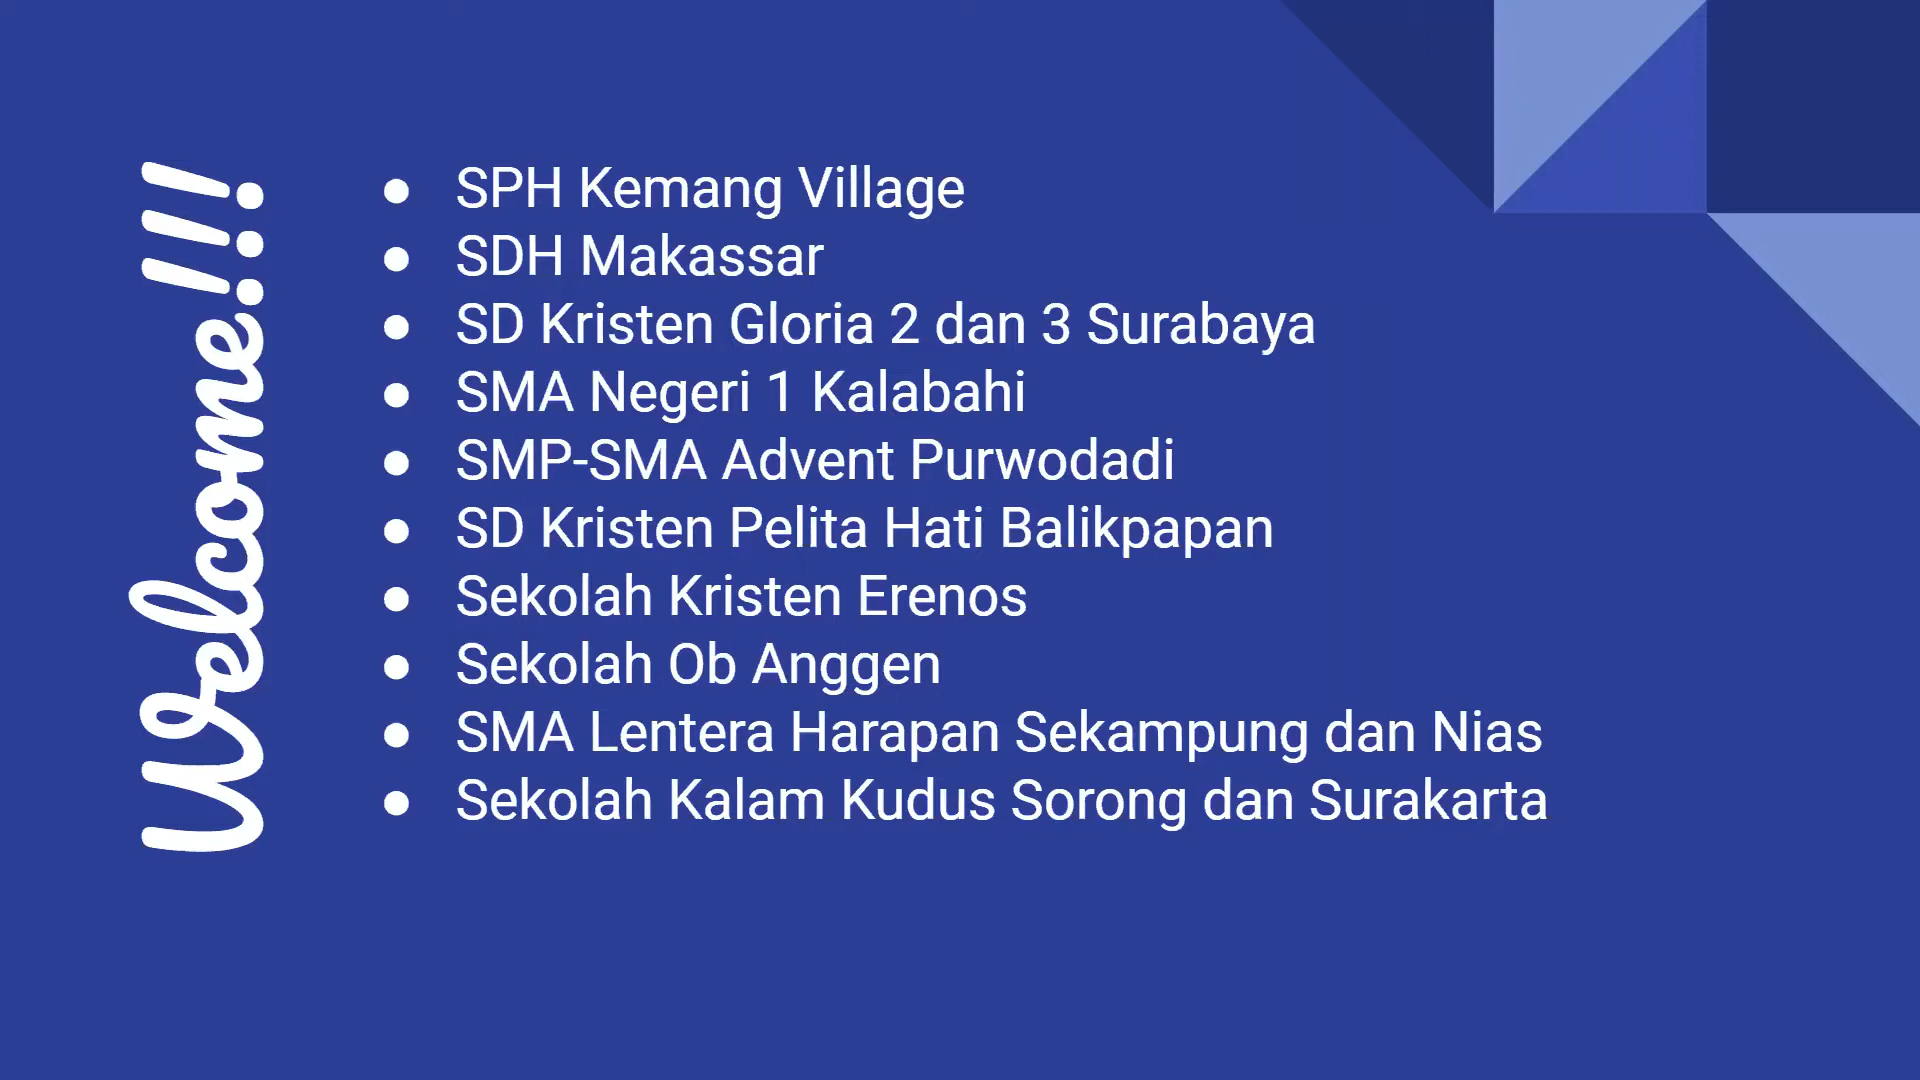 Welcome!!!
● SPH Kemang Village
● SDH Makassar
● SD Kristen Gloria 2 dan 3 Surabaya
● SMA Negeri 1 Kalabahi
● SMP-SMA Advent Purwodadi
● SD Kristen Pelita Hati Balikpapan
● Sekolah Kristen Erenos
● Sekolah Ob Anggen
● SMA Lentera Harapan Sekampung dan Nias
● Sekolah Kalam Kudus Sorong dan Surakarta